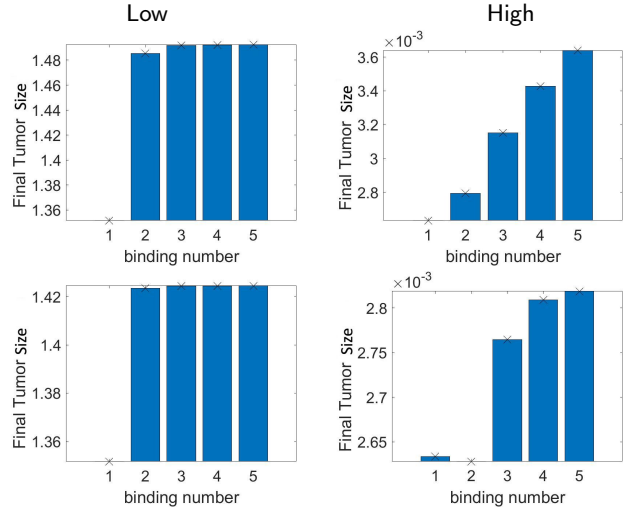 Low
High
Final Tumor Size
1.48
1.46
1.44
1.42
1.4
1.38
1.36
1 2 3 4 5
binding number
×10⁻³
Final Tumor Size
3.6
3.4
3.2
3
2.8
1 2 3 4 5
binding number
Final Tumor Size
1.42
1.4
1.38
1.36
1 2 3 4 5
binding number
×10⁻³
Final Tumor Size
2.8
2.75
2.7
2.65
1 2 3 4 5
binding number